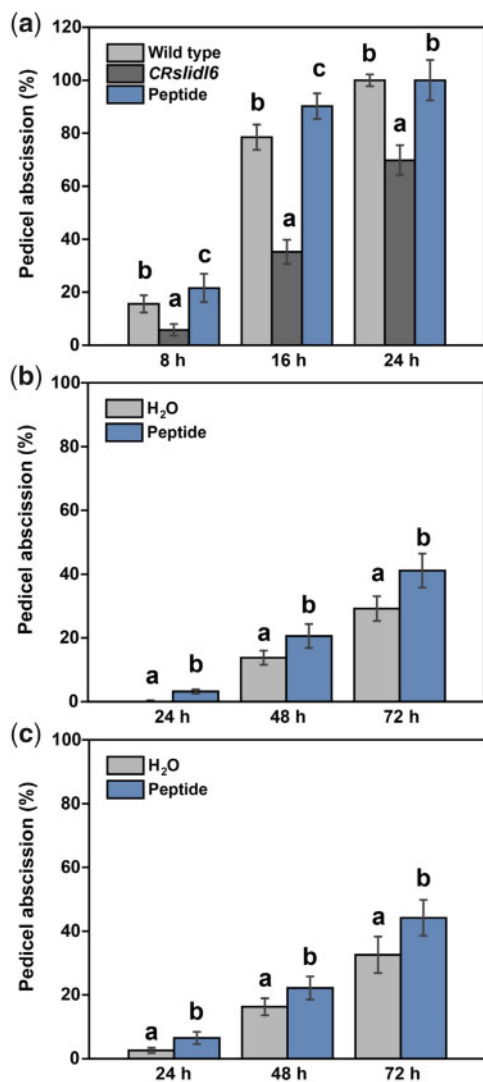 (a)
120
100
80
60
40
20
0
Pedicel abscission (%)
Wild type
CRslidl6
Peptide
b
a
c
b
a
c
b
a
b
8 h 16 h 24 h
(b)
100
80
60
40
20
0
Pedicel abscission (%)
H₂O
Peptide
a
b
a
b
a
b
24 h 48 h 72 h
(c)
100
80
60
40
20
0
Pedicel abscission (%)
H₂O
Peptide
a
b
a
b
a
b
24 h 48 h 72 h